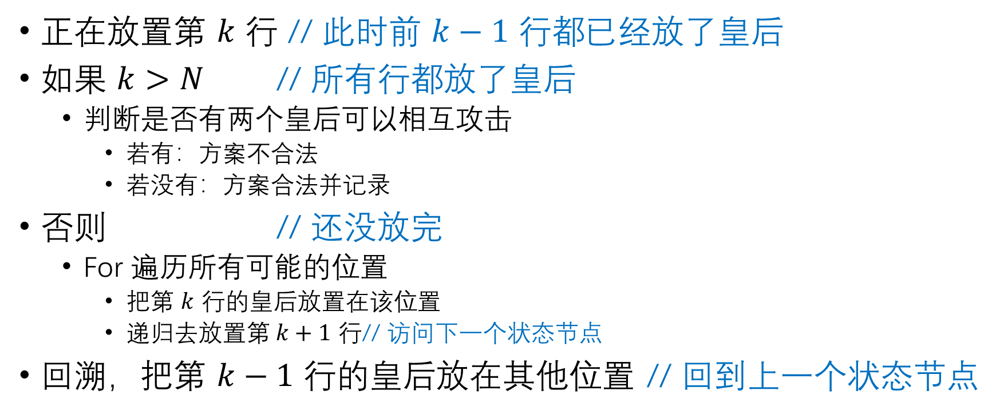 • 正在放置第 k 行 // 此时前 k − 1 行都已经放了皇后
• 如果 k > N // 所有行都放了皇后
• 判断是否有两个皇后可以相互攻击
• 若有：方案不合法
• 若没有：方案合法并记录
• 否则 // 还没放完
• For 遍历所有可能的位置
• 把第 k 行的皇后放置在该位置
• 递归去放置第 k + 1 行// 访问下一个状态节点
• 回溯，把第 k − 1 行的皇后放在其他位置 // 回到上一个状态节点